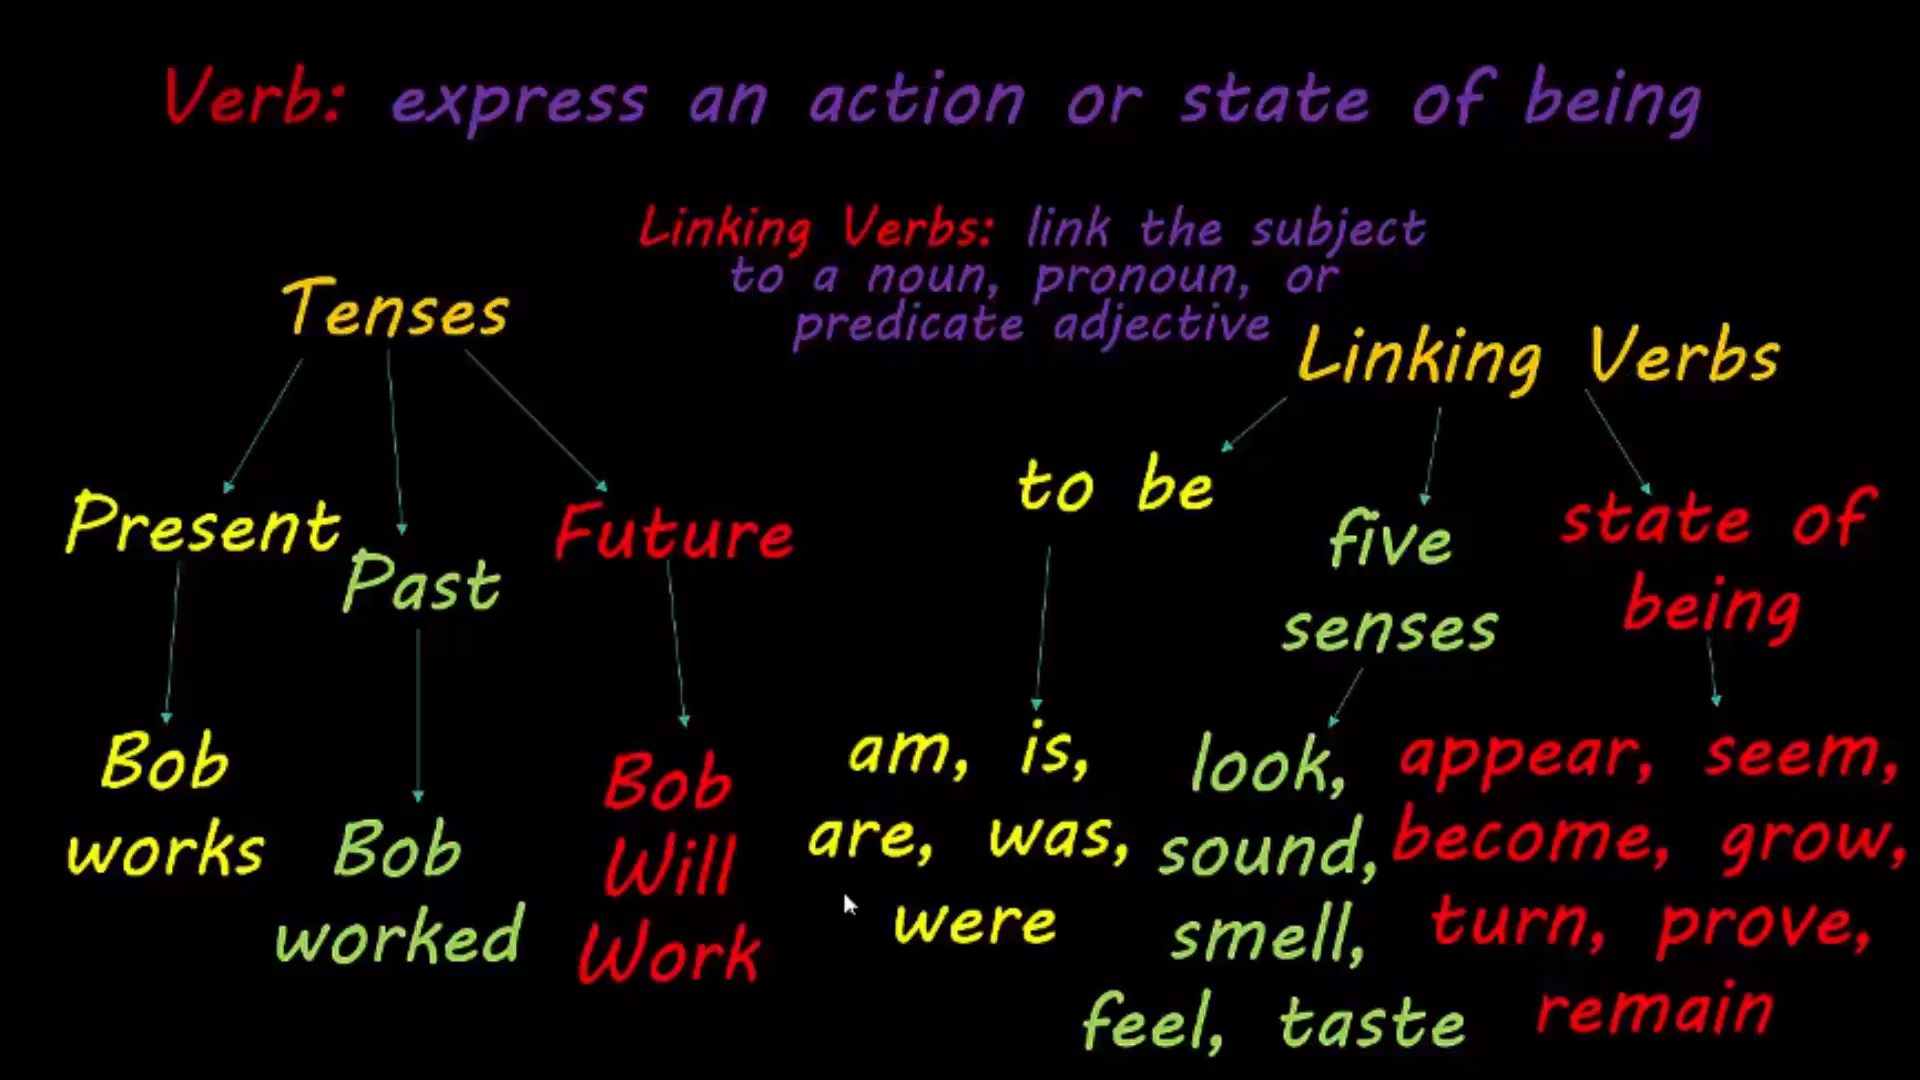 Verb: express an action or state of being
Linking Verbs: link the subject
to a noun, pronoun, or
predicate adjective
Tenses
Present
Past
Future
Bob
works
Bob
worked
Bob
Will
Work
Linking Verbs
to be
five
senses
state of
being
am, is,
are, was,
were
look,
sound,
smell,
feel, taste
appear, seem,
become, grow,
turn, prove,
remain